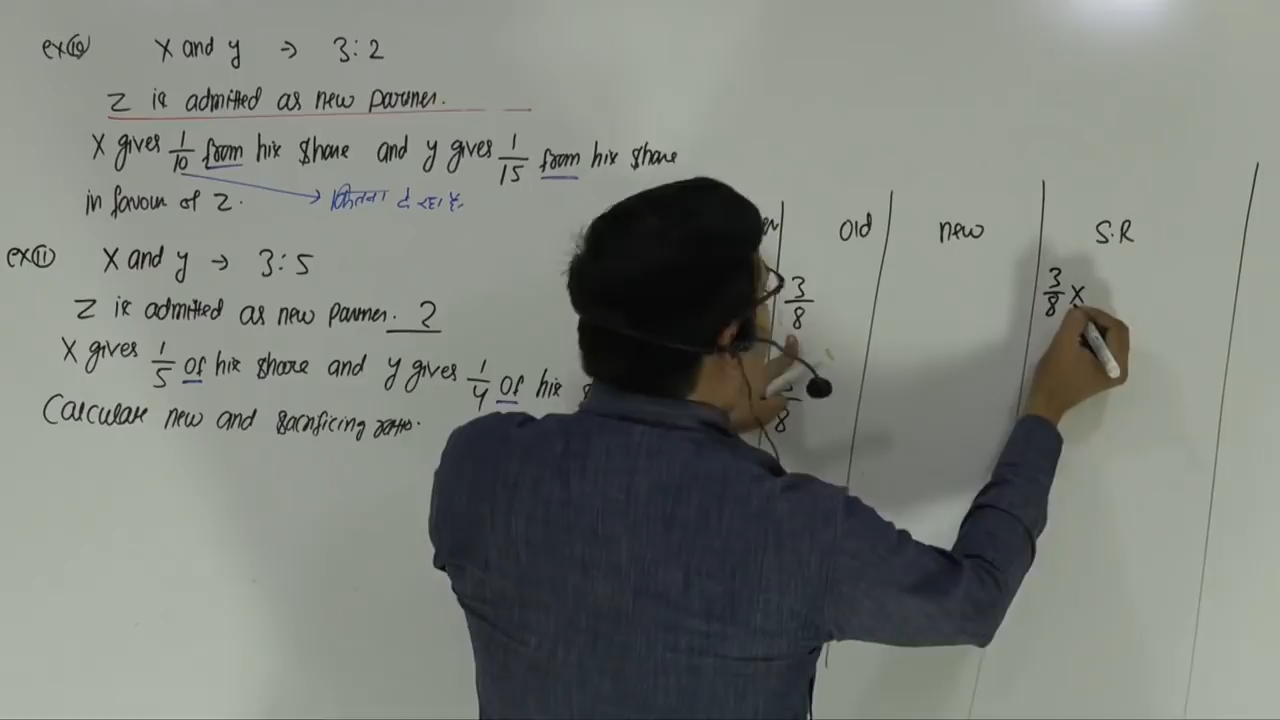 ex⑩ X and y → 3:2
Z is admitted as new partner.
X gives 1/10 from his share and y gives 1/15 from his share
in favour of Z.
कितना दे रहा है
ex⑪ X and y → 3:5
Z is admitted as new partner. 2
X gives 1/5 of his share and y gives 1/4 of his
Calculate new and sacrificing ratio.
Old new S.R
3/8 3/8 X
8